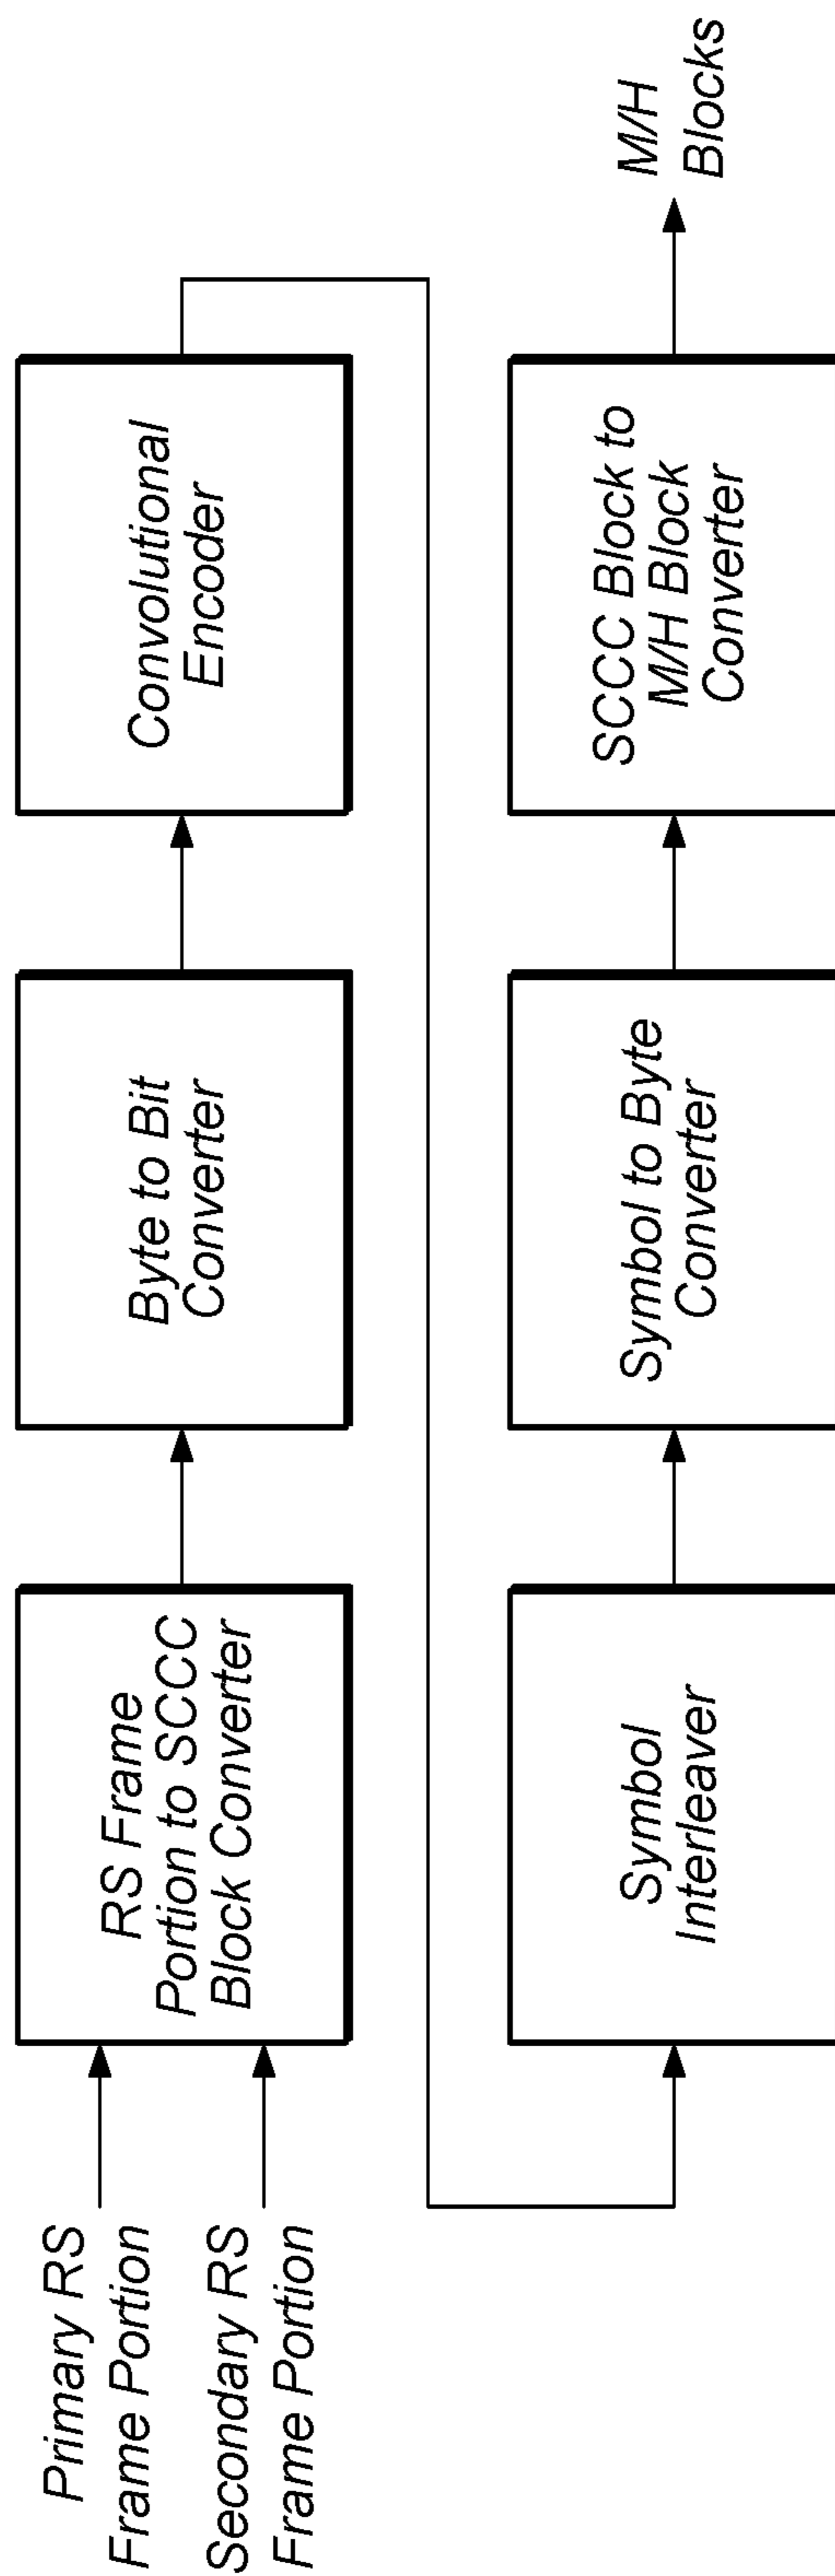 Primary RS
Frame Portion
Secondary RS
Frame Portion
RS Frame
Portion to SCCC
Block Converter
Byte to Bit
Converter
Convolutional
Encoder
Symbol
Interleaver
Symbol to Byte
Converter
SCCC Block to
M/H Block
Converter
M/H
Blocks